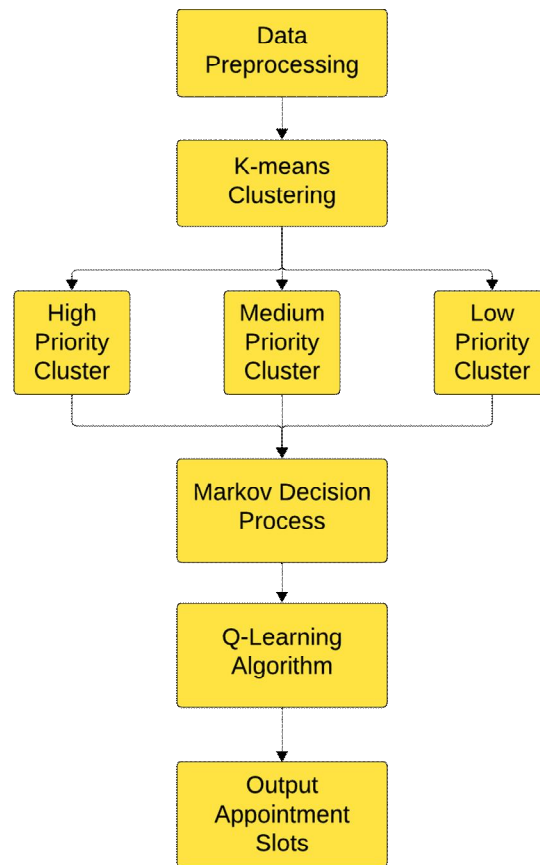 Data
Preprocessing
K-means
Clustering
High
Priority
Cluster
Medium
Priority
Cluster
Low
Priority
Cluster
Markov Decision
Process
Q-Learning
Algorithm
Output
Appointment
Slots